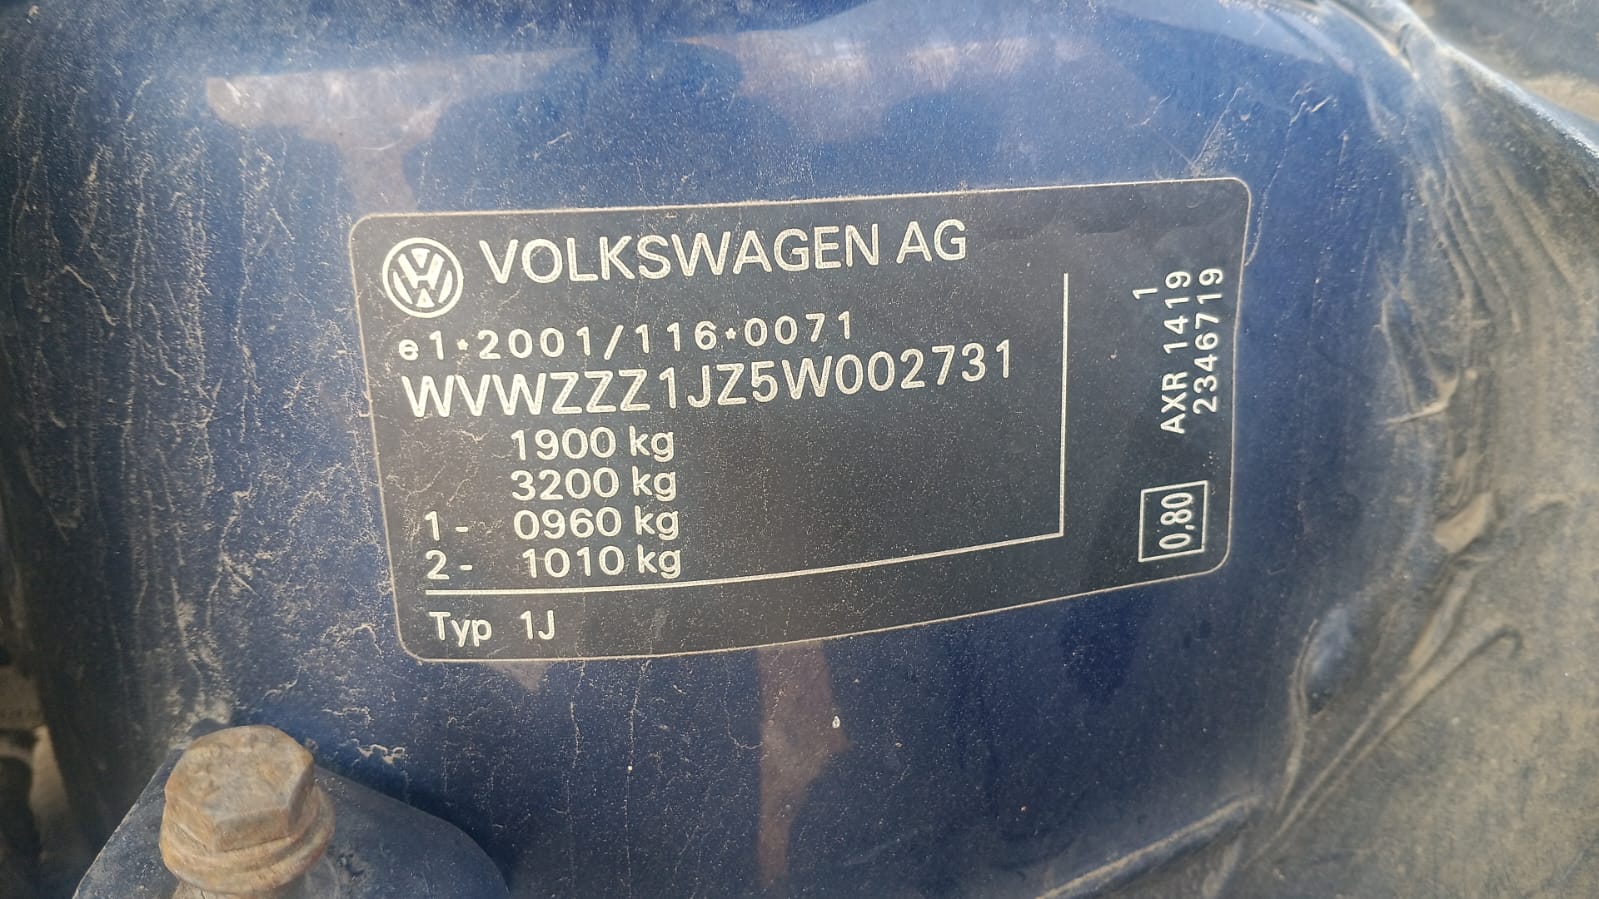 VOLKSWAGEN AG
e1*2001/116*0071
WVWZZZ1JZ5W002731
1900 kg
3200 kg
1- 0960 kg
2- 1010 kg
Typ 1J
1
AXR 1419
2346719
0,80